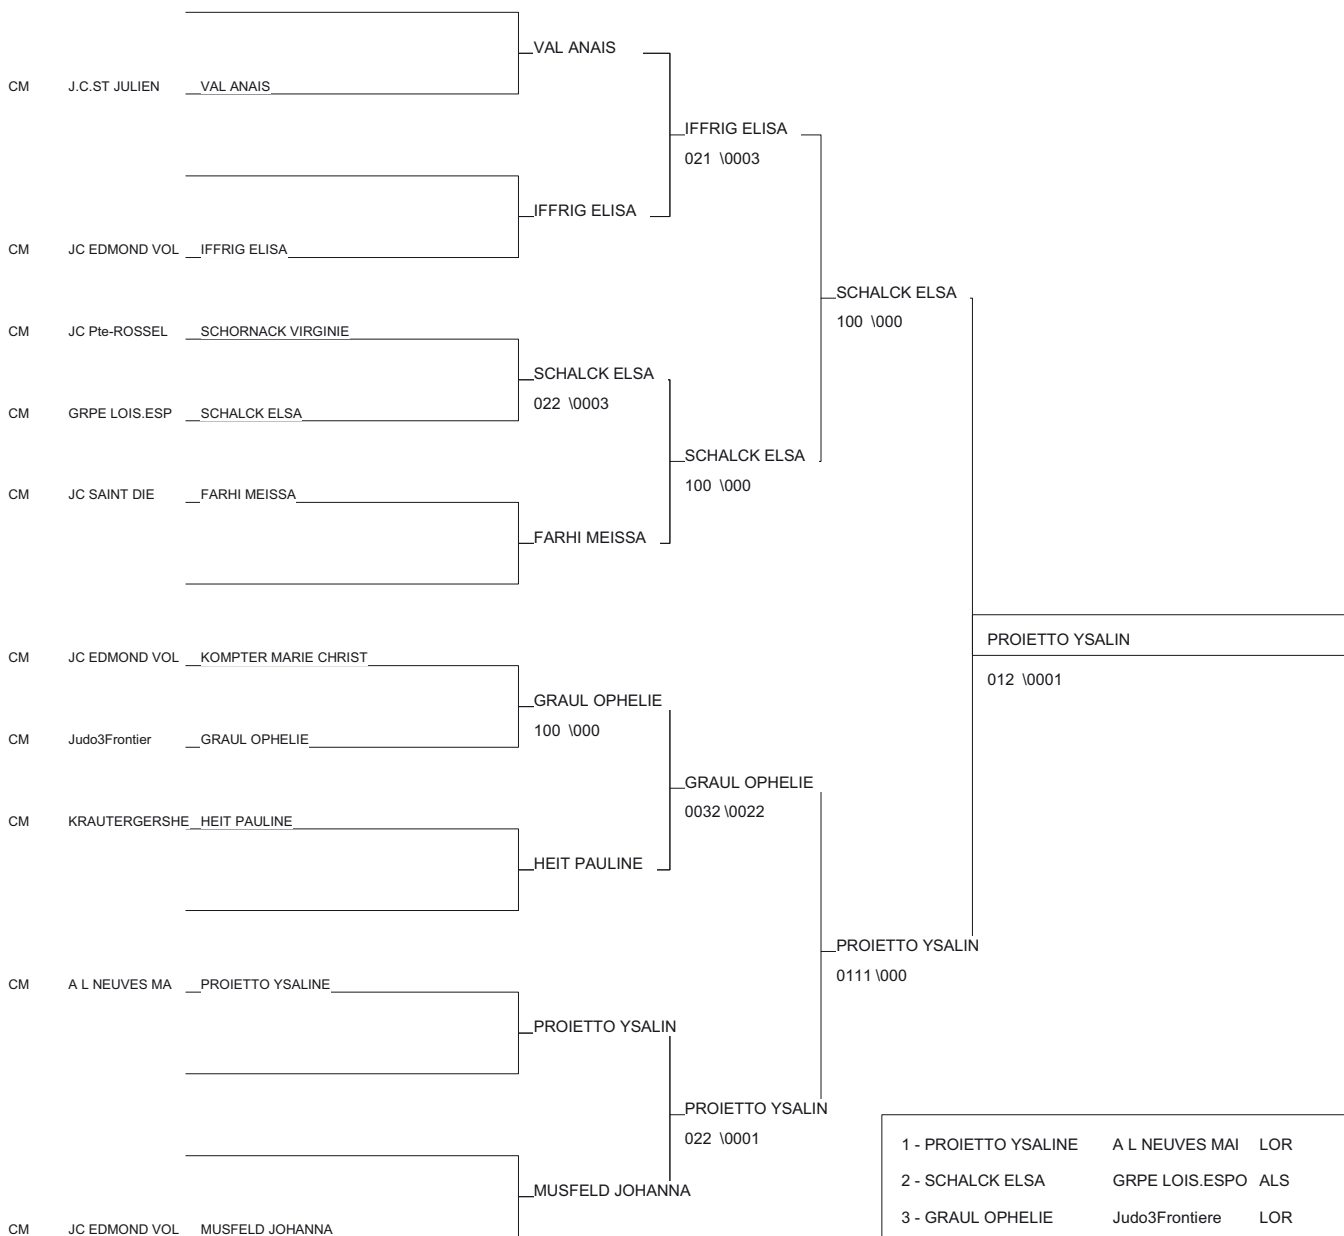 VAL ANAIS
CM J.C.ST JULIEN VAL ANAIS
IFFRIG ELISA
021 \0003
IFFRIG ELISA
CM JC EDMOND VOL IFFRIG ELISA
SCHALCK ELSA
100 \000
CM JC Pte-ROSSEL SCHORNACK VIRGINIE
SCHALCK ELSA
022 \0003
CM GRPE LOIS.ESP SCHALCK ELSA
SCHALCK ELSA
100 \000
CM JC SAINT DIE FARHI MEISSA
FARHI MEISSA
PROIETTO YSALIN
012 \0001
CM JC EDMOND VOL KOMPTER MARIE CHRIST
GRAUL OPHELIE
100 \000
CM Judo3Frontier GRAUL OPHELIE
GRAUL OPHELIE
0032 \0022
CM KRAUTERGERSHE HEIT PAULINE
HEIT PAULINE
PROIETTO YSALIN
0111 \000
CM A L NEUVES MA PROIETTO YSALINE
PROIETTO YSALIN
PROIETTO YSALIN
022 \0001
MUSFELD JOHANNA
CM JC EDMOND VOL MUSFELD JOHANNA
1 - PROIETTO YSALINE A L NEUVES MAI LOR
2 - SCHALCK ELSA GRPE LOIS.ESPO ALS
3 - GRAUL OPHELIE Judo3Frontiere LOR